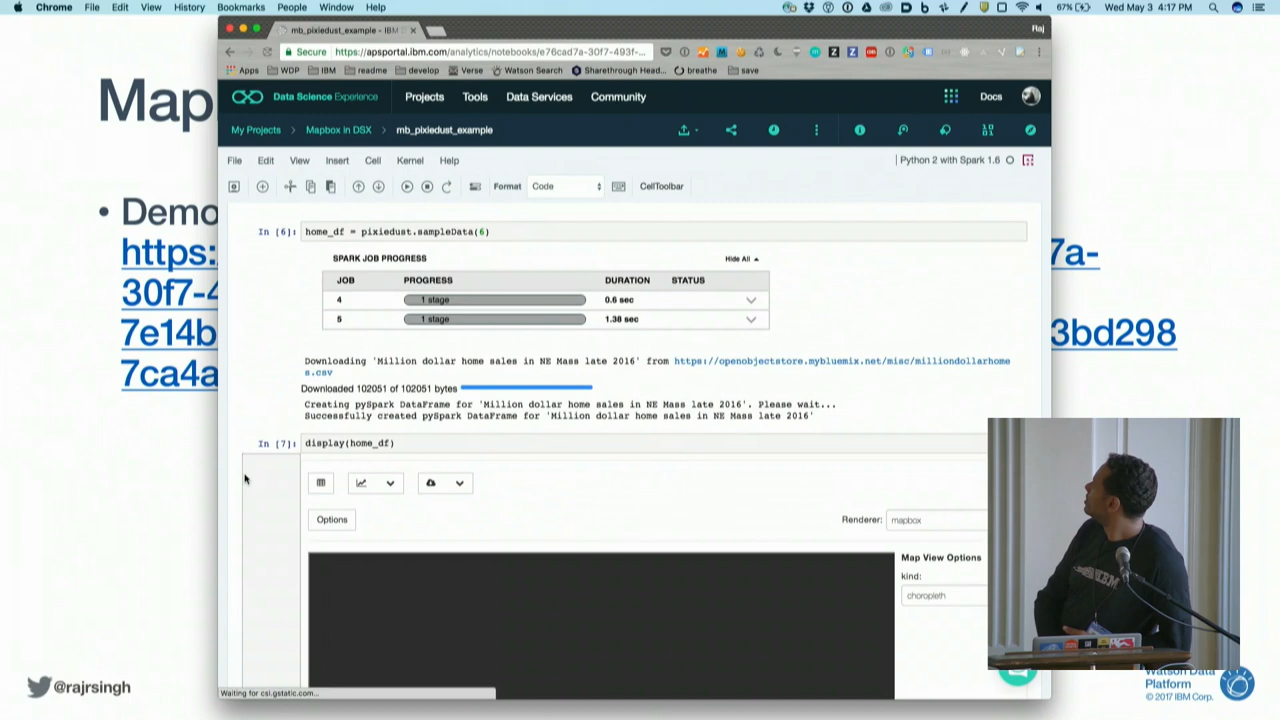 Chrome File Edit View History Bookmarks People Window Help
67% Wed May 3 4:17 PM
mb_pixiedust_example - IBM
Raj
Secure https://apsportal.ibm.com/analytics/notebooks/e76cad7a-30f7-493f-...
Apps WDP IBM readme develop Verse Watson Search Sharethrough Head... breathe save
Data Science Experience Projects Tools Data Services Community Docs
My Projects > Mapbox in DSX > mb_pixiedust_example
File Edit View Insert Cell Kernel Help
Python 2 with Spark 1.6
Format Code CellToolbar
In [6]: home_df = pixiedust.sampleData(6)
SPARK JOB PROGRESS Hide All
JOB PROGRESS DURATION STATUS
4 1 stage 0.6 sec
5 1 stage 1.38 sec
Downloading 'Million dollar home sales in NE Mass late 2016' from https://openobjectstore.mybluemix.net/misc/milliondollarhome
s.csv
Downloaded 102051 of 102051 bytes
Creating pySpark DataFrame for 'Million dollar home sales in NE Mass late 2016'. Please wait...
Successfully created pySpark DataFrame for 'Million dollar home sales in NE Mass late 2016'
In [7]: display(home_df)
Options
Renderer: mapbox
Map View Options
kind:
choropleth
Waiting for csi.gstatic.com...
Map
• Demo
https:
7a-
30f7-4
7e14b
3bd298
7ca4a
@rajrsingh
IBM
Watson Data
Platform
© 2017 IBM Corp.